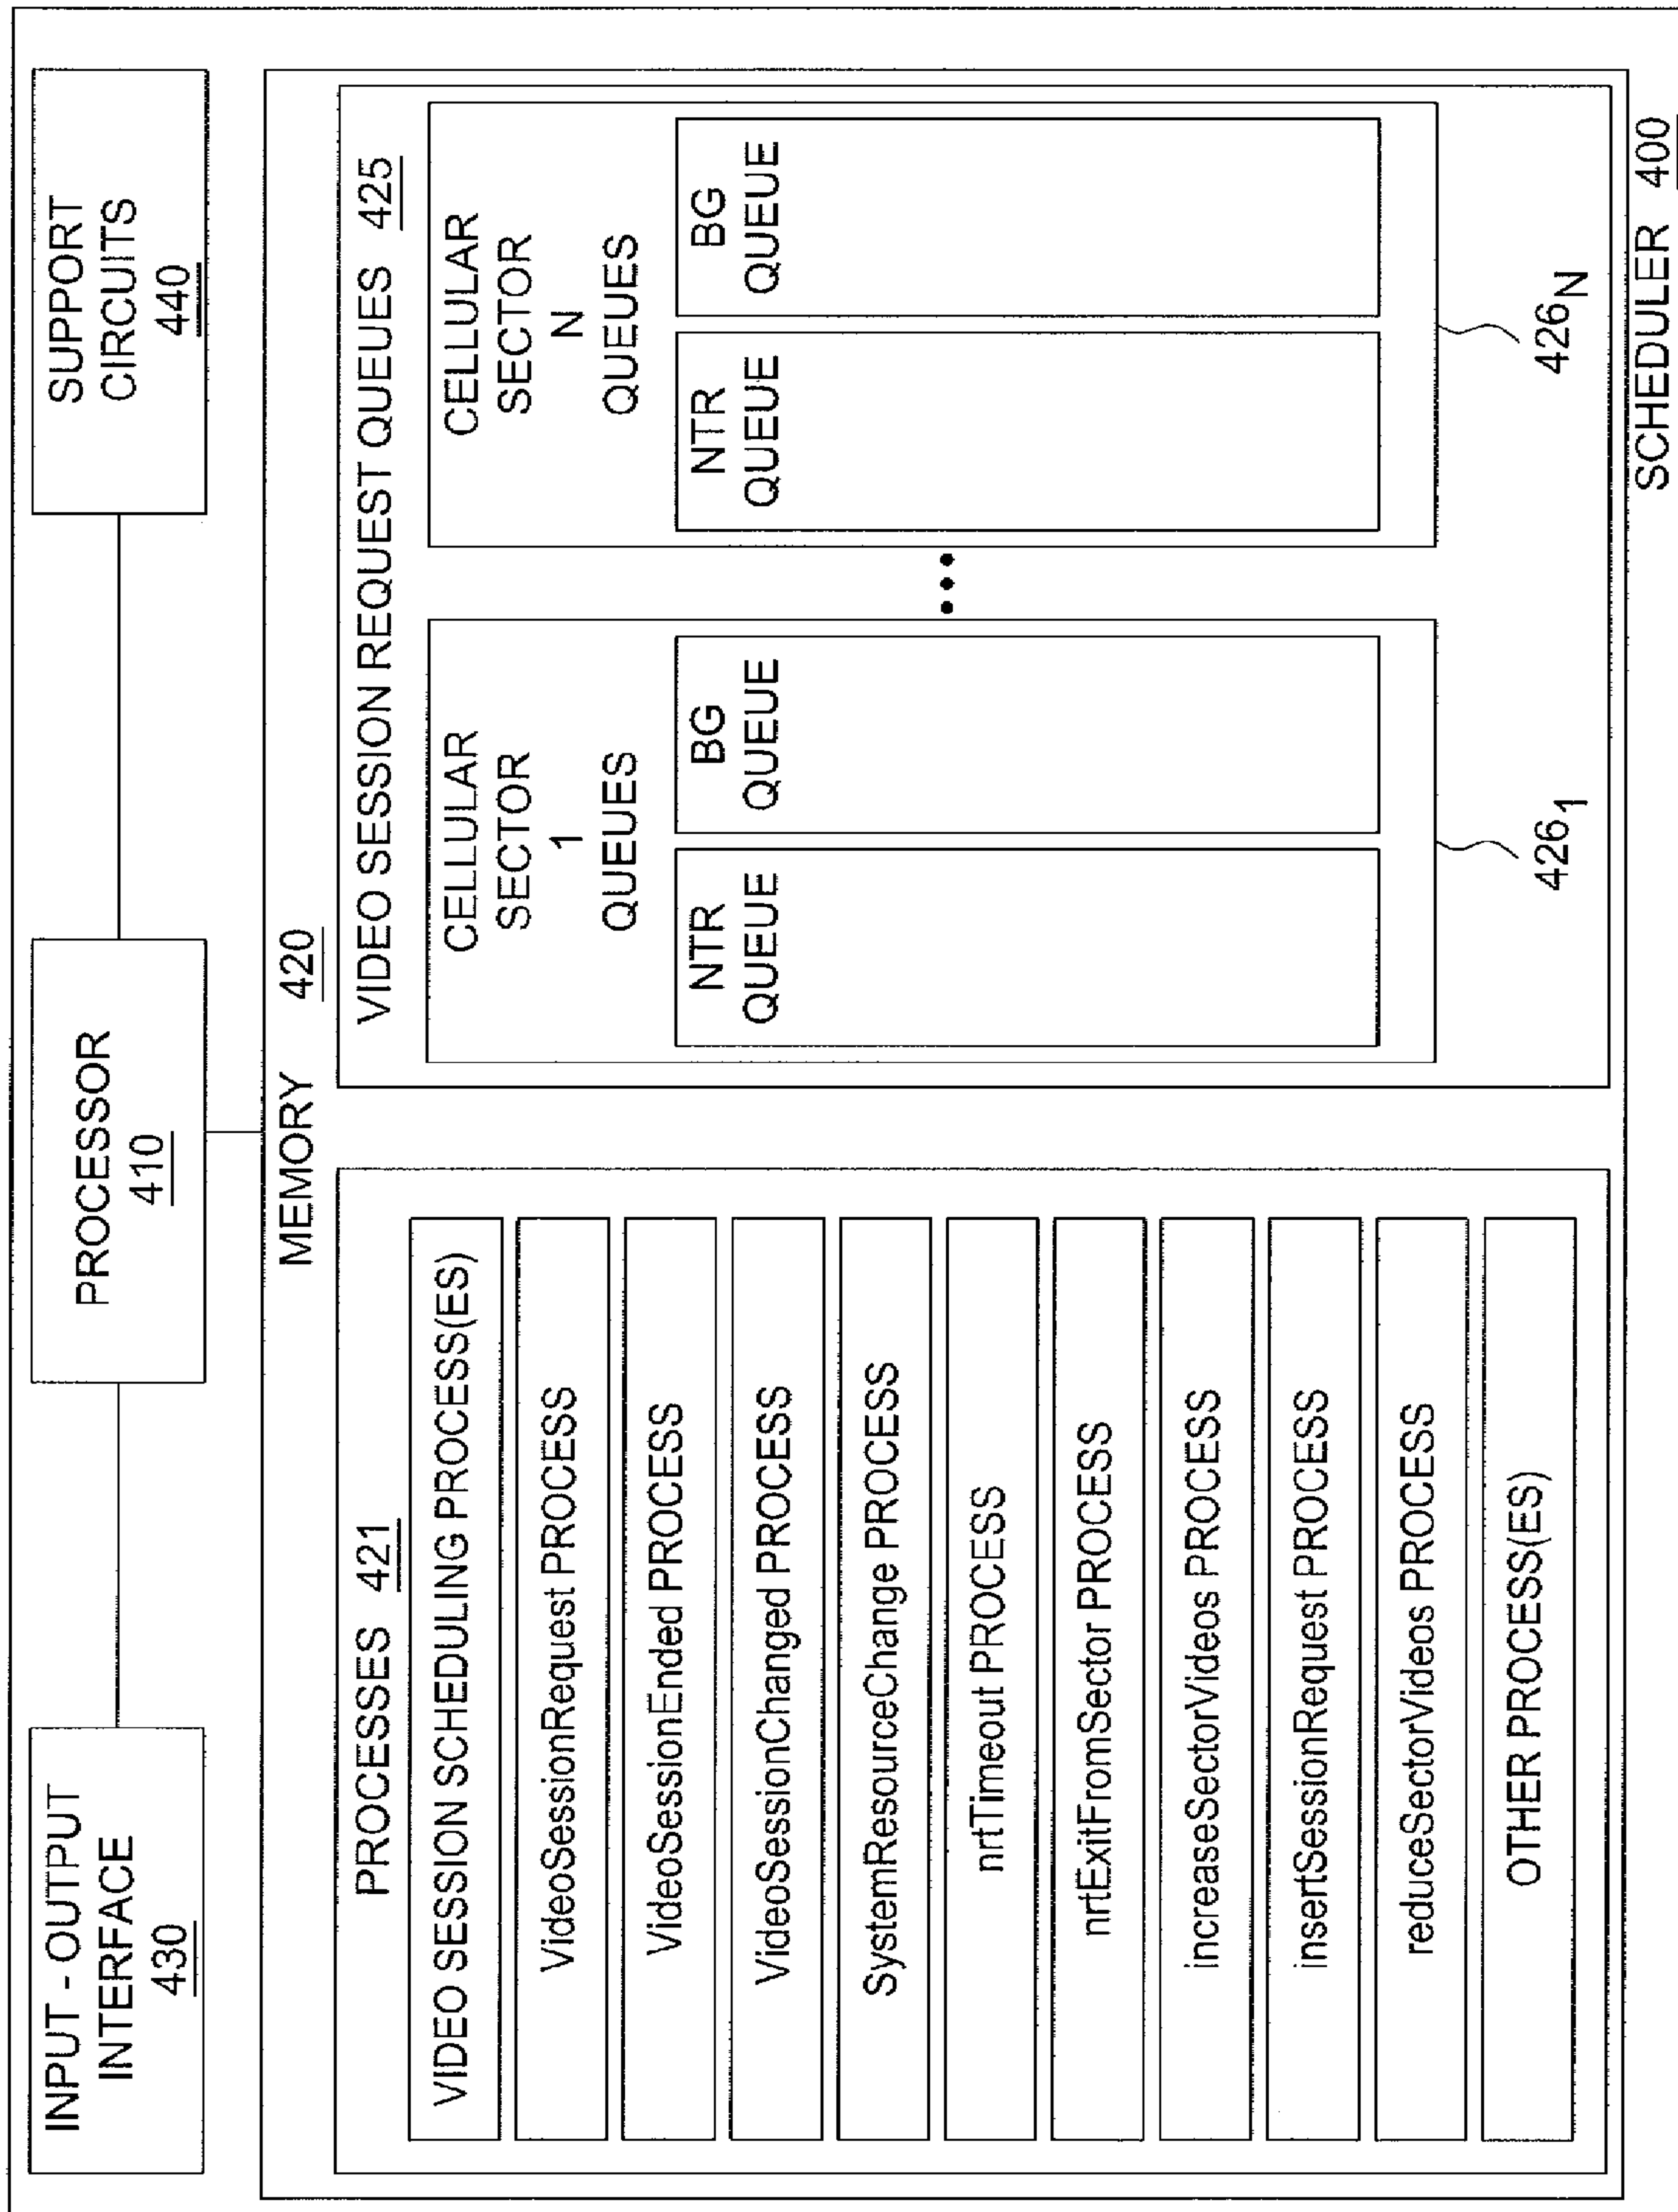 INPUT - OUTPUT
INTERFACE
430
PROCESSOR
410
SUPPORT
CIRCUITS
440
MEMORY 420
PROCESSES 421
VIDEO SESSION SCHEDULING PROCESS(ES)
VideoSessionRequest PROCESS
VideoSessionEnded PROCESS
VideoSessionChanged PROCESS
SystemResourceChange PROCESS
nrtTimeout PROCESS
nrtExitFromSector PROCESS
increaseSectorVideos PROCESS
insertSessionRequest PROCESS
reduceSectorVideos PROCESS
OTHER PROCESS(ES)
VIDEO SESSION REQUEST QUEUES 425
CELLULAR
SECTOR
1
QUEUES
NTR
QUEUE
BG
QUEUE
426₁
•••
CELLULAR
SECTOR
N
QUEUES
NTR
QUEUE
BG
QUEUE
426N
SCHEDULER 400